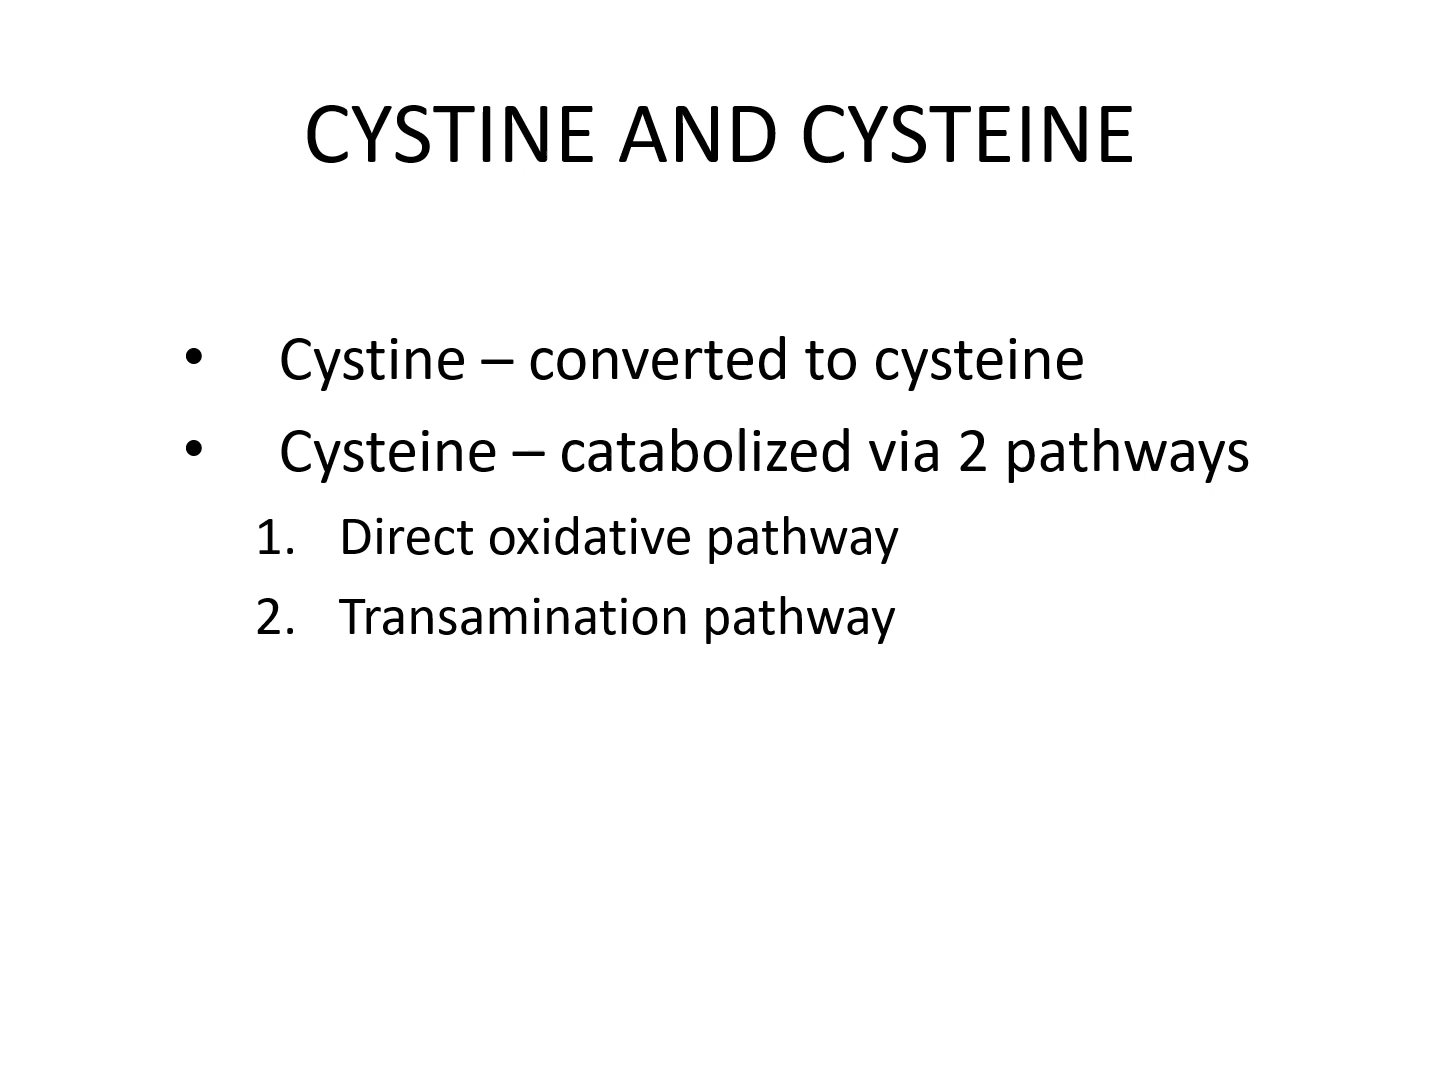 CYSTINE AND CYSTEINE
• Cystine – converted to cysteine
• Cysteine – catabolized via 2 pathways
1. Direct oxidative pathway
2. Transamination pathway